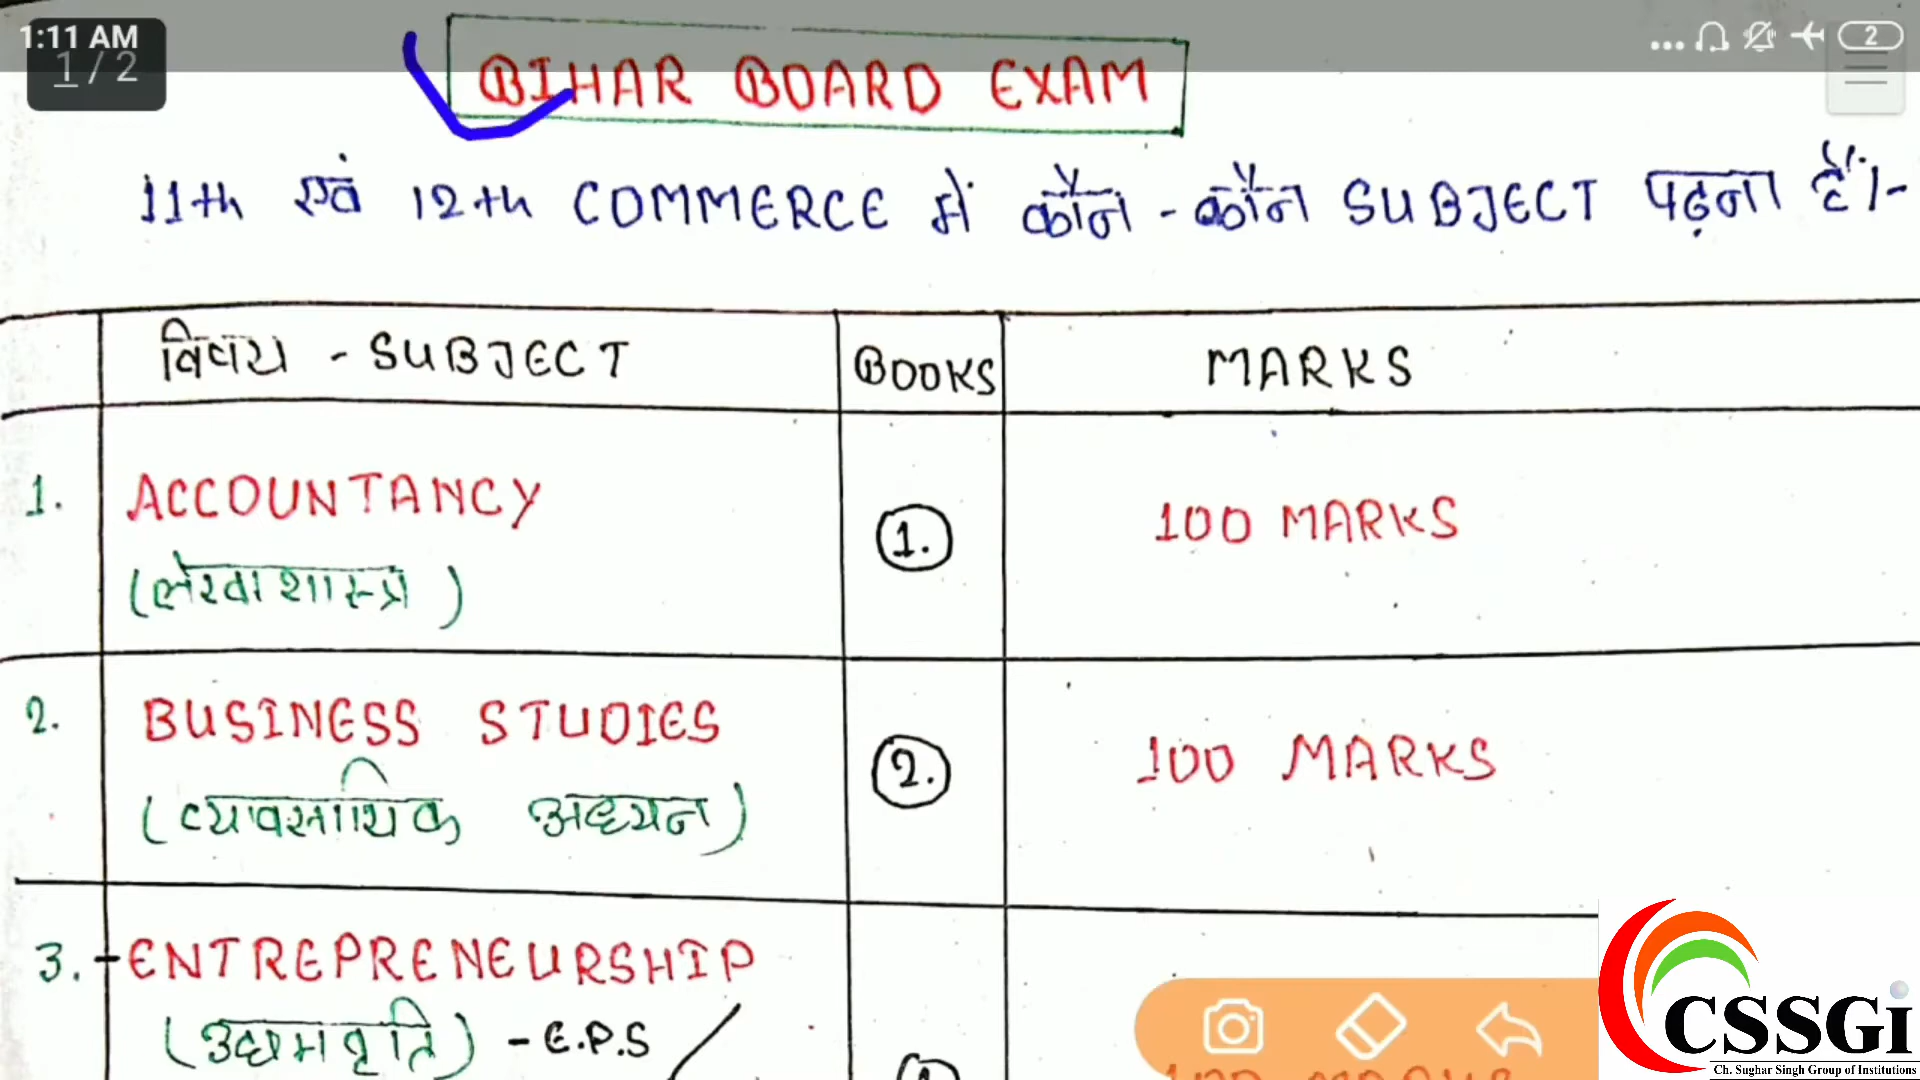 1:11 AM
1 / 2
2
BIHAR BOARD EXAM
11th एवं 12th COMMERCE में कौन - कौन SUBJECT पढ़ना है।-
विषय - SUBJECT
BOOKS
MARKS
1. ACCOUNTANCY
(लेखाशास्त्र)
1.
100 MARKS
2. BUSINESS STUDIES
(व्यावसायिक अध्ययन)
2.
100 MARKS
3. ENTREPRENEURSHIP
(उद्यमवृति) - E.P.S
CSSGi
Ch. Sughar Singh Group of Institutions